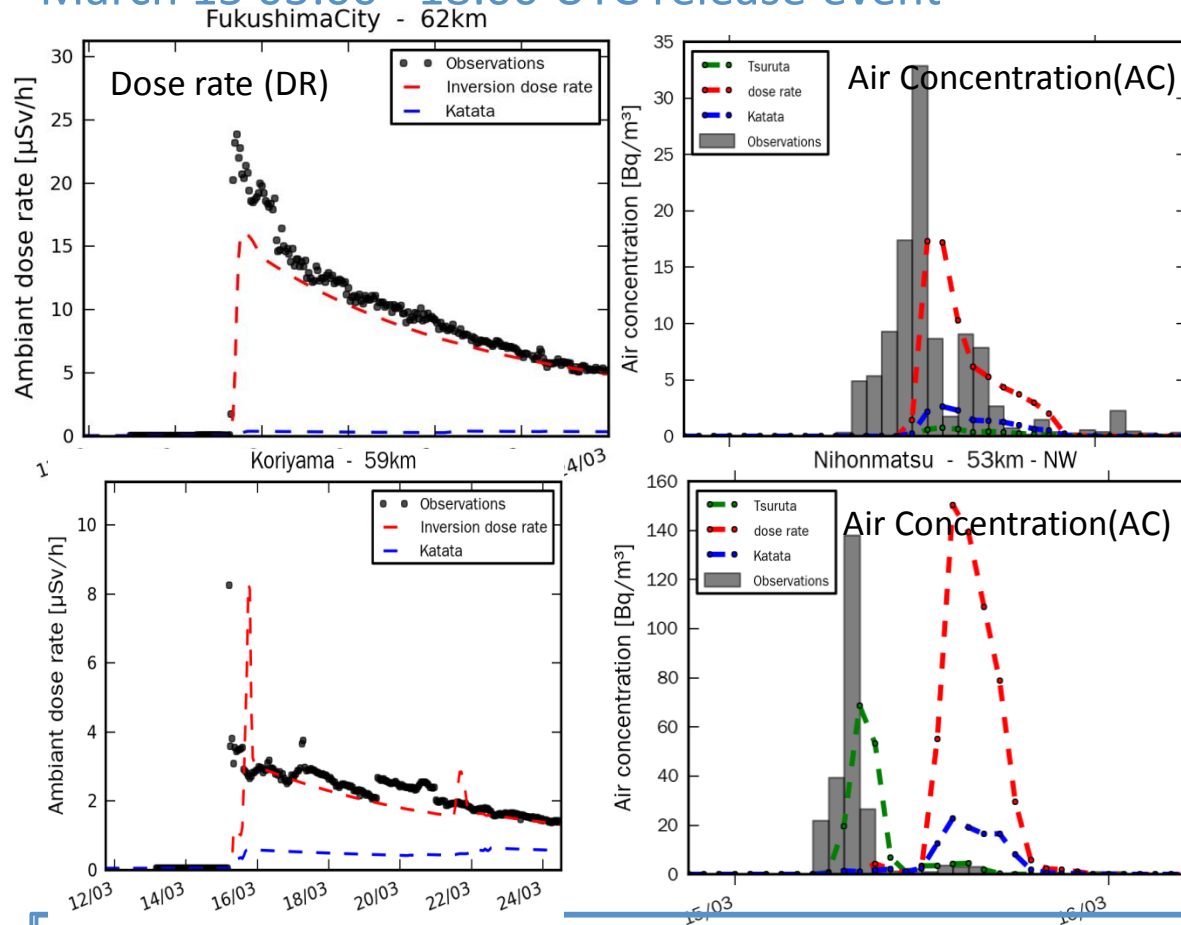 FukushimaCity - 62km
Dose rate (DR)
Observations
Inversion dose rate
Katata
Ambiant dose rate [µSv/h]
30
25
20
15
10
5
0
24/03
Air Concentration(AC)
Tsuruta
dose rate
Katata
Observations
Air concentration [Bq/m³]
35
30
25
20
15
10
5
0
Koriyama - 59km
Observations
Inversion dose rate
Katata
Ambiant dose rate [µSv/h]
10
8
6
4
2
0
12/03 14/03 16/03 18/03 20/03 22/03 24/03
Nihonmatsu - 53km - NW
Air Concentration(AC)
Tsuruta
dose rate
Katata
Observations
Air concentration [Bq/m³]
160
140
120
100
80
60
40
20
0
15/03 16/03